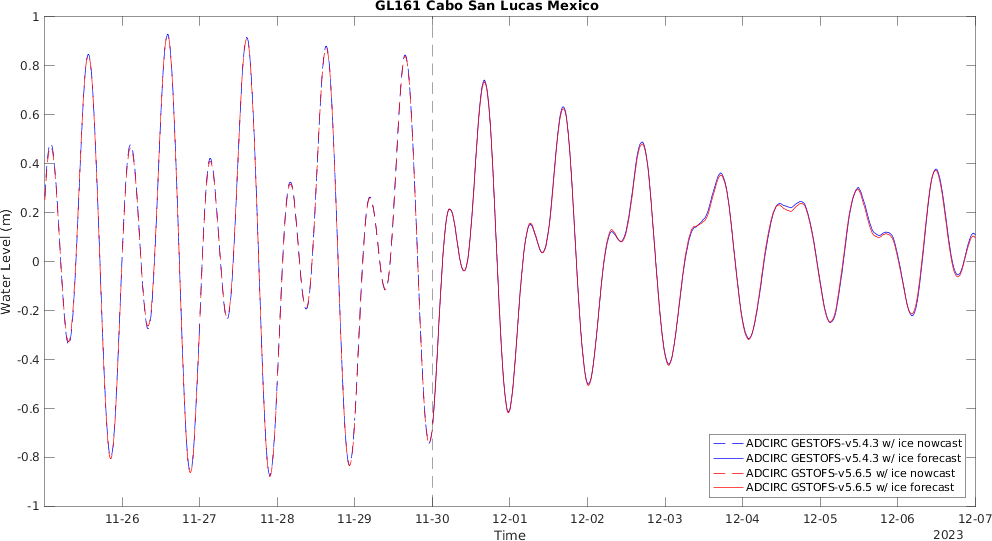 GL161 Cabo San Lucas Mexico
1
0.8
0.6
0.4
0.2
0
-0.2
-0.4
-0.6
-0.8
-1
Water Level (m)
11-26 11-27 11-28 11-29 11-30 12-01 12-02 12-03 12-04 12-05 12-06 12-07
Time
2023
ADCIRC GESTOFS-v5.4.3 w/ ice nowcast
ADCIRC GESTOFS-v5.4.3 w/ ice forecast
ADCIRC GSTOFS-v5.6.5 w/ ice nowcast
ADCIRC GSTOFS-v5.6.5 w/ ice forecast